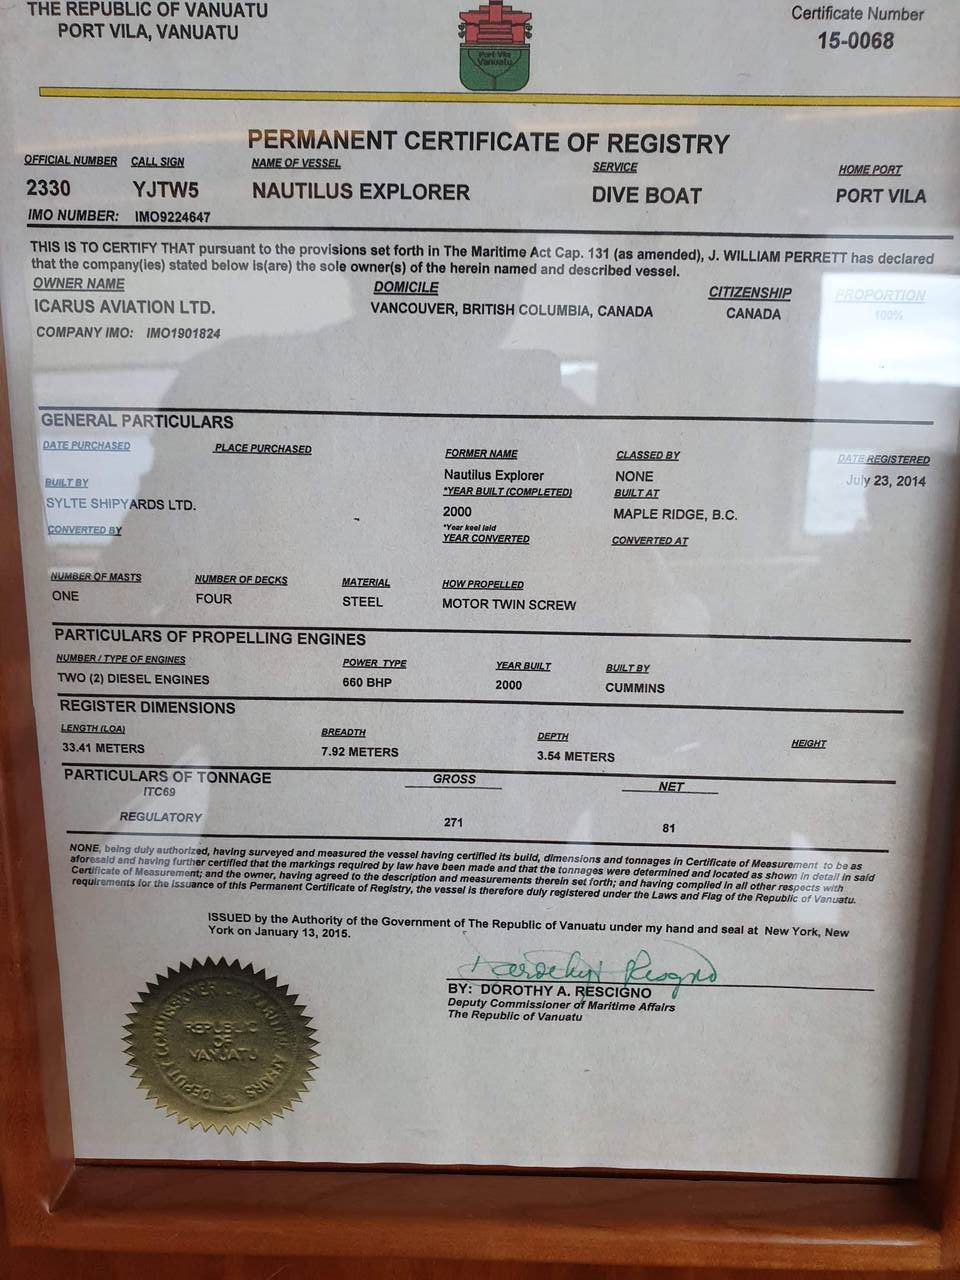 THE REPUBLIC OF VANUATU
PORT VILA, VANUATU
Port Vila
Vanuatu
Certificate Number
15-0068
PERMANENT CERTIFICATE OF REGISTRY
OFFICIAL NUMBER CALL SIGN NAME OF VESSEL SERVICE HOME PORT
2330 YJTW5 NAUTILUS EXPLORER DIVE BOAT PORT VILA
IMO NUMBER: IMO9224647
THIS IS TO CERTIFY THAT pursuant to the provisions set forth in The Maritime Act Cap. 131 (as amended), J. WILLIAM PERRETT has declared
that the company(ies) stated below is(are) the sole owner(s) of the herein named and described vessel.
OWNER NAME DOMICILE CITIZENSHIP PROPORTION
ICARUS AVIATION LTD. VANCOUVER, BRITISH COLUMBIA, CANADA CANADA 100%
COMPANY IMO: IMO1901824
GENERAL PARTICULARS
DATE PURCHASED PLACE PURCHASED FORMER NAME CLASSED BY DATE REGISTERED
Nautilus Explorer NONE July 23, 2014
BUILT BY *YEAR BUILT (COMPLETED) BUILT AT
SYLTE SHIPYARDS LTD. 2000 MAPLE RIDGE, B.C.
*Year keel laid
CONVERTED BY YEAR CONVERTED CONVERTED AT
NUMBER OF MASTS NUMBER OF DECKS MATERIAL HOW PROPELLED
ONE FOUR STEEL MOTOR TWIN SCREW
PARTICULARS OF PROPELLING ENGINES
NUMBER / TYPE OF ENGINES POWER TYPE YEAR BUILT BUILT BY
TWO (2) DIESEL ENGINES 660 BHP 2000 CUMMINS
REGISTER DIMENSIONS
LENGTH (LOA) BREADTH DEPTH HEIGHT
33.41 METERS 7.92 METERS 3.54 METERS
PARTICULARS OF TONNAGE GROSS NET
ITC69
REGULATORY 271 81
NONE, being duly authorized, having surveyed and measured the vessel having certified its build, dimensions and tonnages in Certificate of Measurement to be as
aforesaid and having further certified that the markings required by law have been made and that the tonnages were determined and located as shown in detail in said
Certificate of Measurement; and the owner, having agreed to the description and measurements therein set forth; and having complied in all other respects with
requirements for the issuance of this Permanent Certificate of Registry, the vessel is therefore duly registered under the Laws and Flag of the Republic of Vanuatu.
ISSUED by the Authority of the Government of The Republic of Vanuatu under my hand and seal at New York, New
York on January 13, 2015.
BY: DOROTHY A. RESCIGNO
Deputy Commissioner of Maritime Affairs
The Republic of Vanuatu
DEPUTY COMMISSIONER OF MARITIME AFFAIRS
REPUBLIC
OF
VANUATU